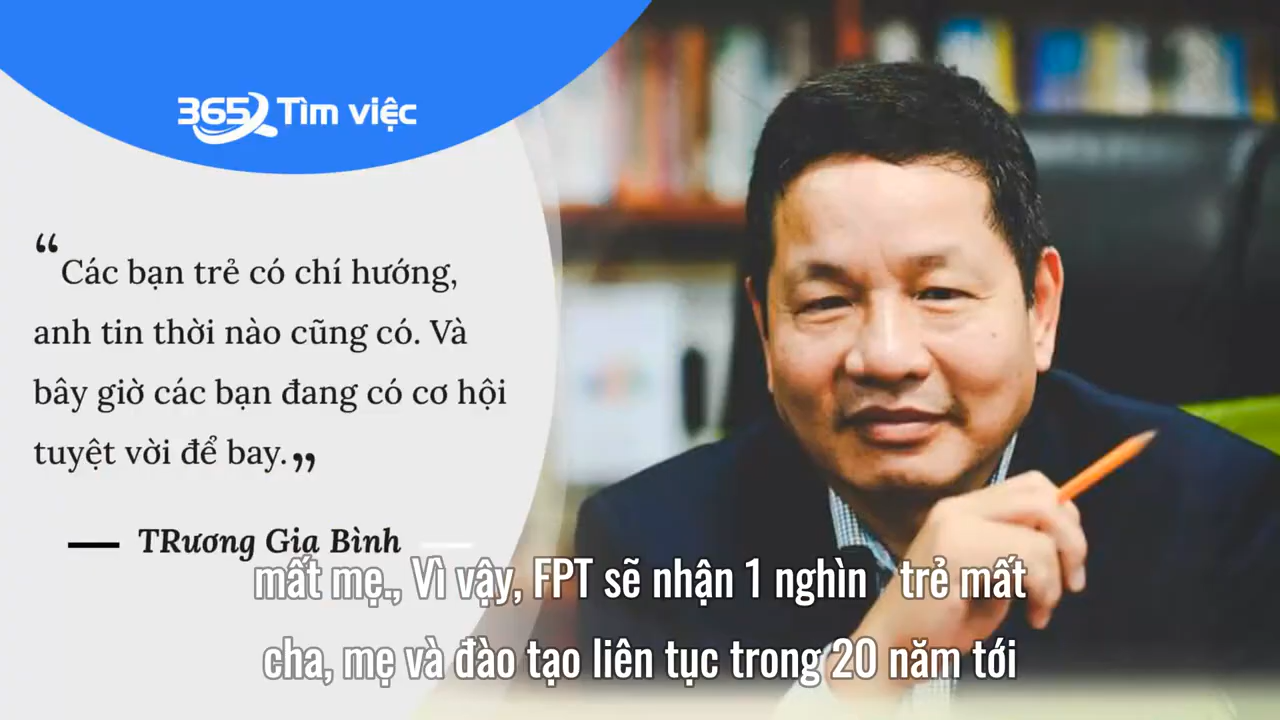 365 Tìm việc
“Các bạn trẻ có chí hướng,
anh tin thời nào cũng có. Và
bây giờ các bạn đang có cơ hội
tuyệt vời để bay.”
TRương Gia Bình
mất mẹ., Vì vậy, FPT sẽ nhận 1 nghìn trẻ mất
cha, mẹ và đào tạo liên tục trong 20 năm tới